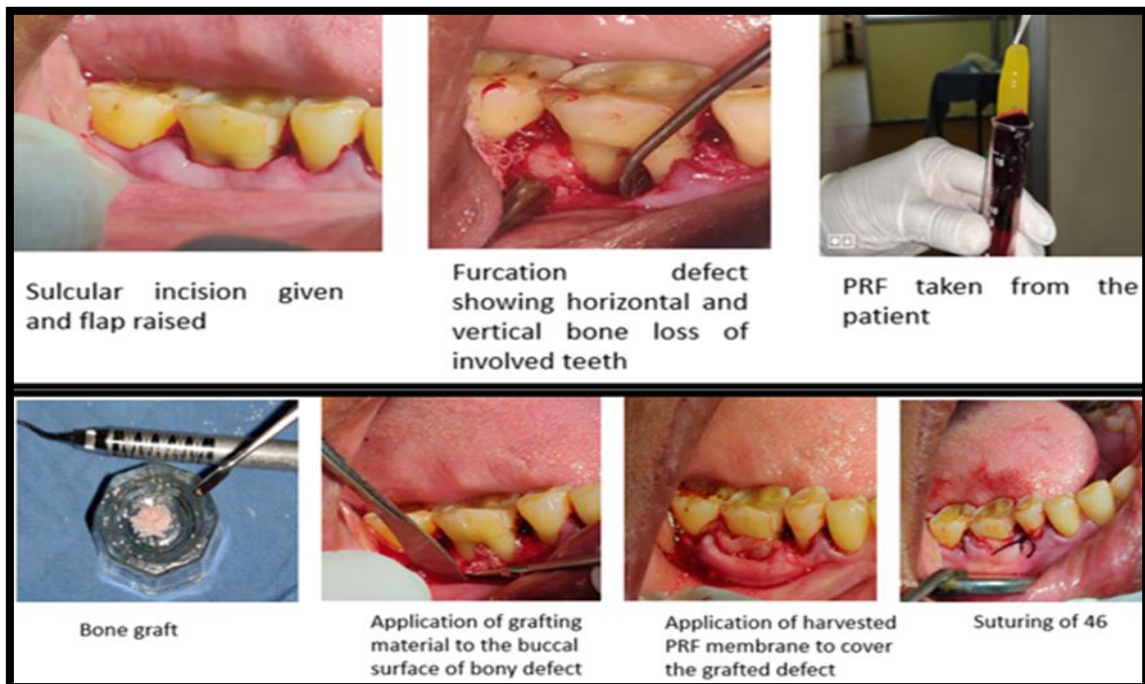 Sulcular incision given
and flap raised
Furcation defect
showing horizontal and
vertical bone loss of
involved teeth
PRF taken from the
patient
Bone graft
Application of grafting
material to the buccal
surface of bony defect
Application of harvested
PRF membrane to cover
the grafted defect
Suturing of 46